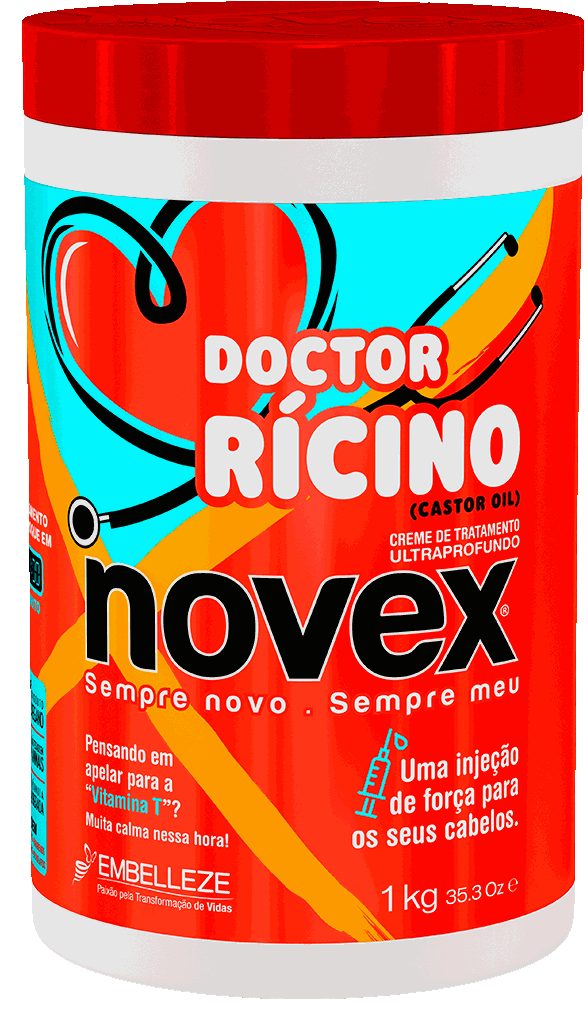 DOCTOR
RÍCINO
(CASTOR OIL)
CREME DE TRATAMENTO
ULTRAPROFUNDO
novex®
Sempre novo . Sempre meu
Pensando em
apelar para a
“Vitamina T”?
Muita calma nessa hora!
Uma injeção
de força para
os seus cabelos.
EMBELLEZE
Paixão pela Transformação de Vidas
1kg 35.3 Oz ℮